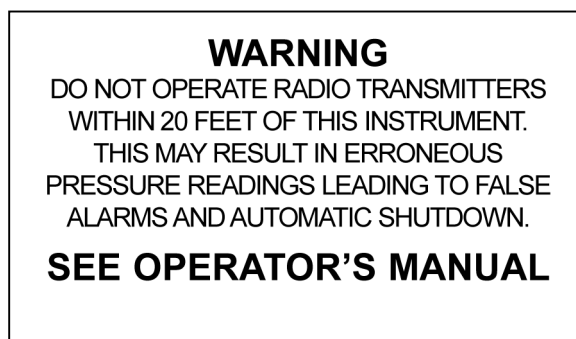 WARNING
DO NOT OPERATE RADIO TRANSMITTERS
WITHIN 20 FEET OF THIS INSTRUMENT.
THIS MAY RESULT IN ERRONEOUS
PRESSURE READINGS LEADING TO FALSE
ALARMS AND AUTOMATIC SHUTDOWN.
SEE OPERATOR’S MANUAL